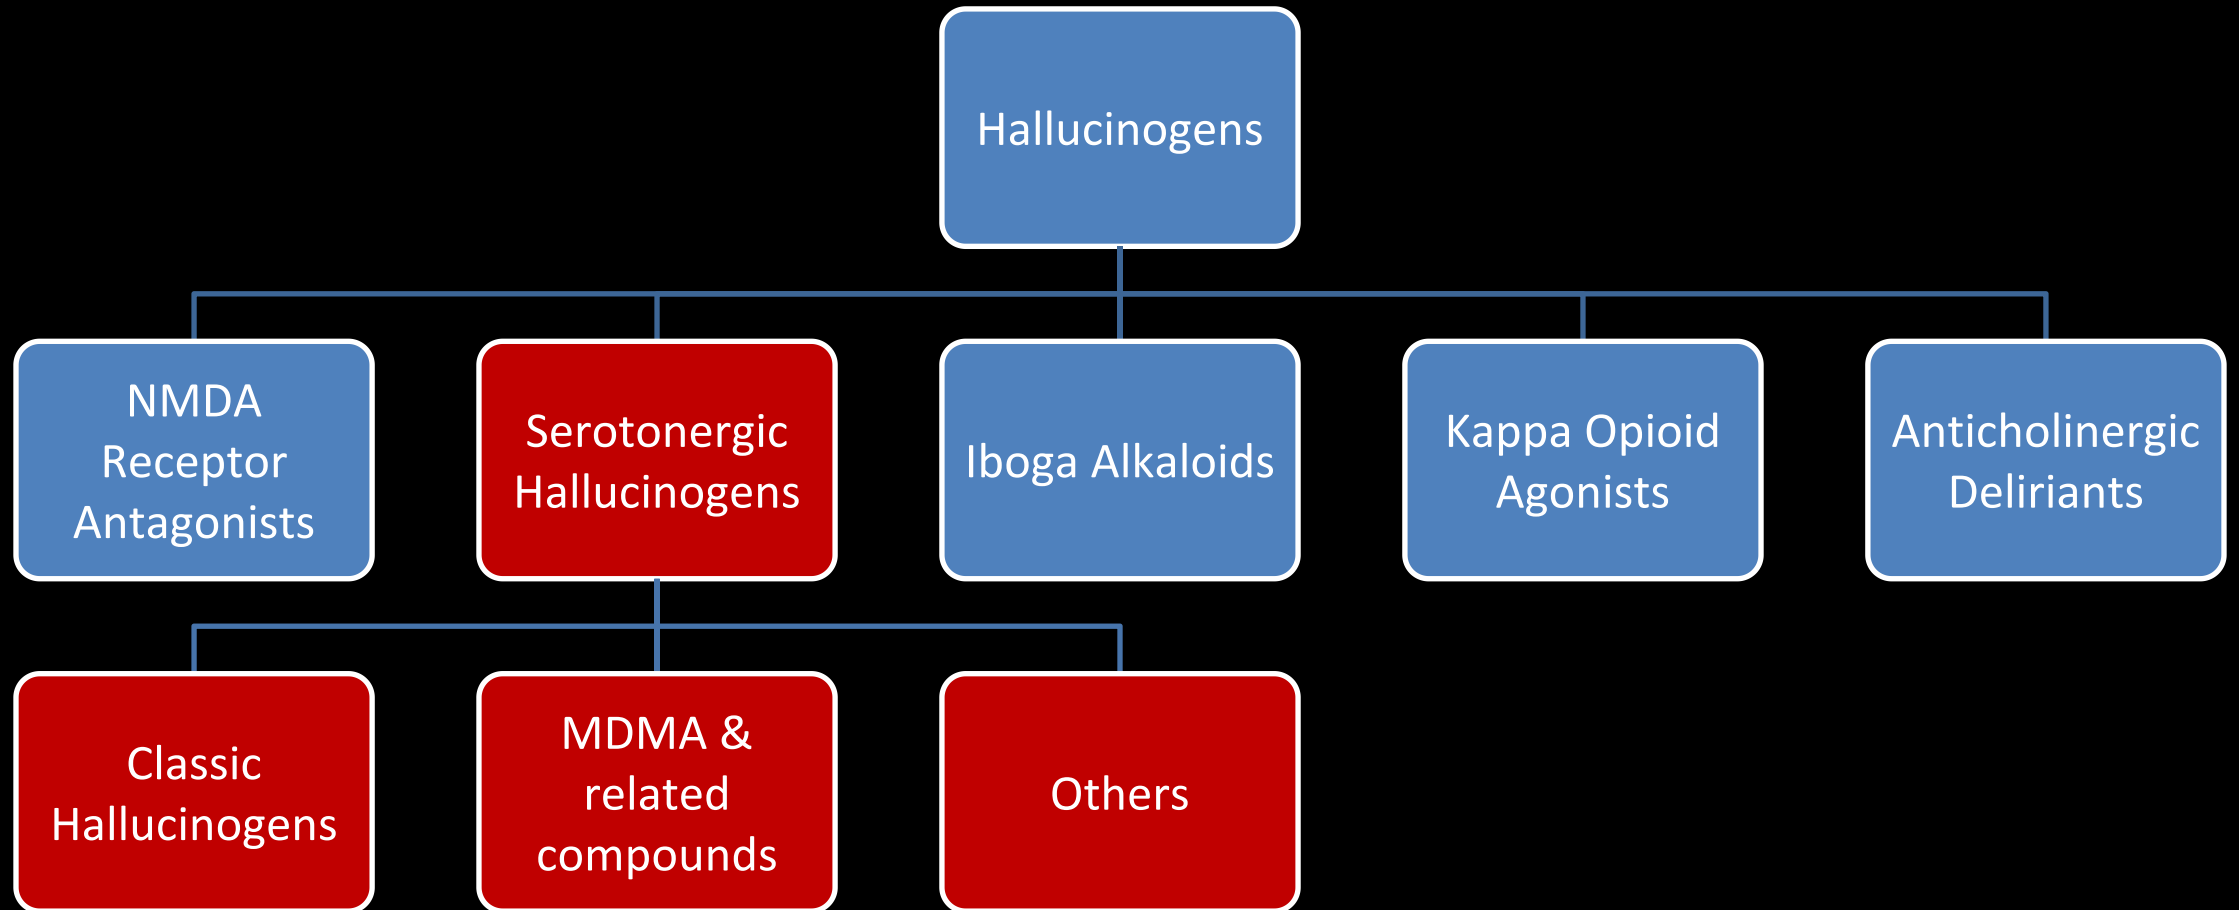 Hallucinogens
NMDA
Receptor
Antagonists
Serotonergic
Hallucinogens
Iboga Alkaloids
Kappa Opioid
Agonists
Anticholinergic
Deliriants
Classic
Hallucinogens
MDMA &
related
compounds
Others